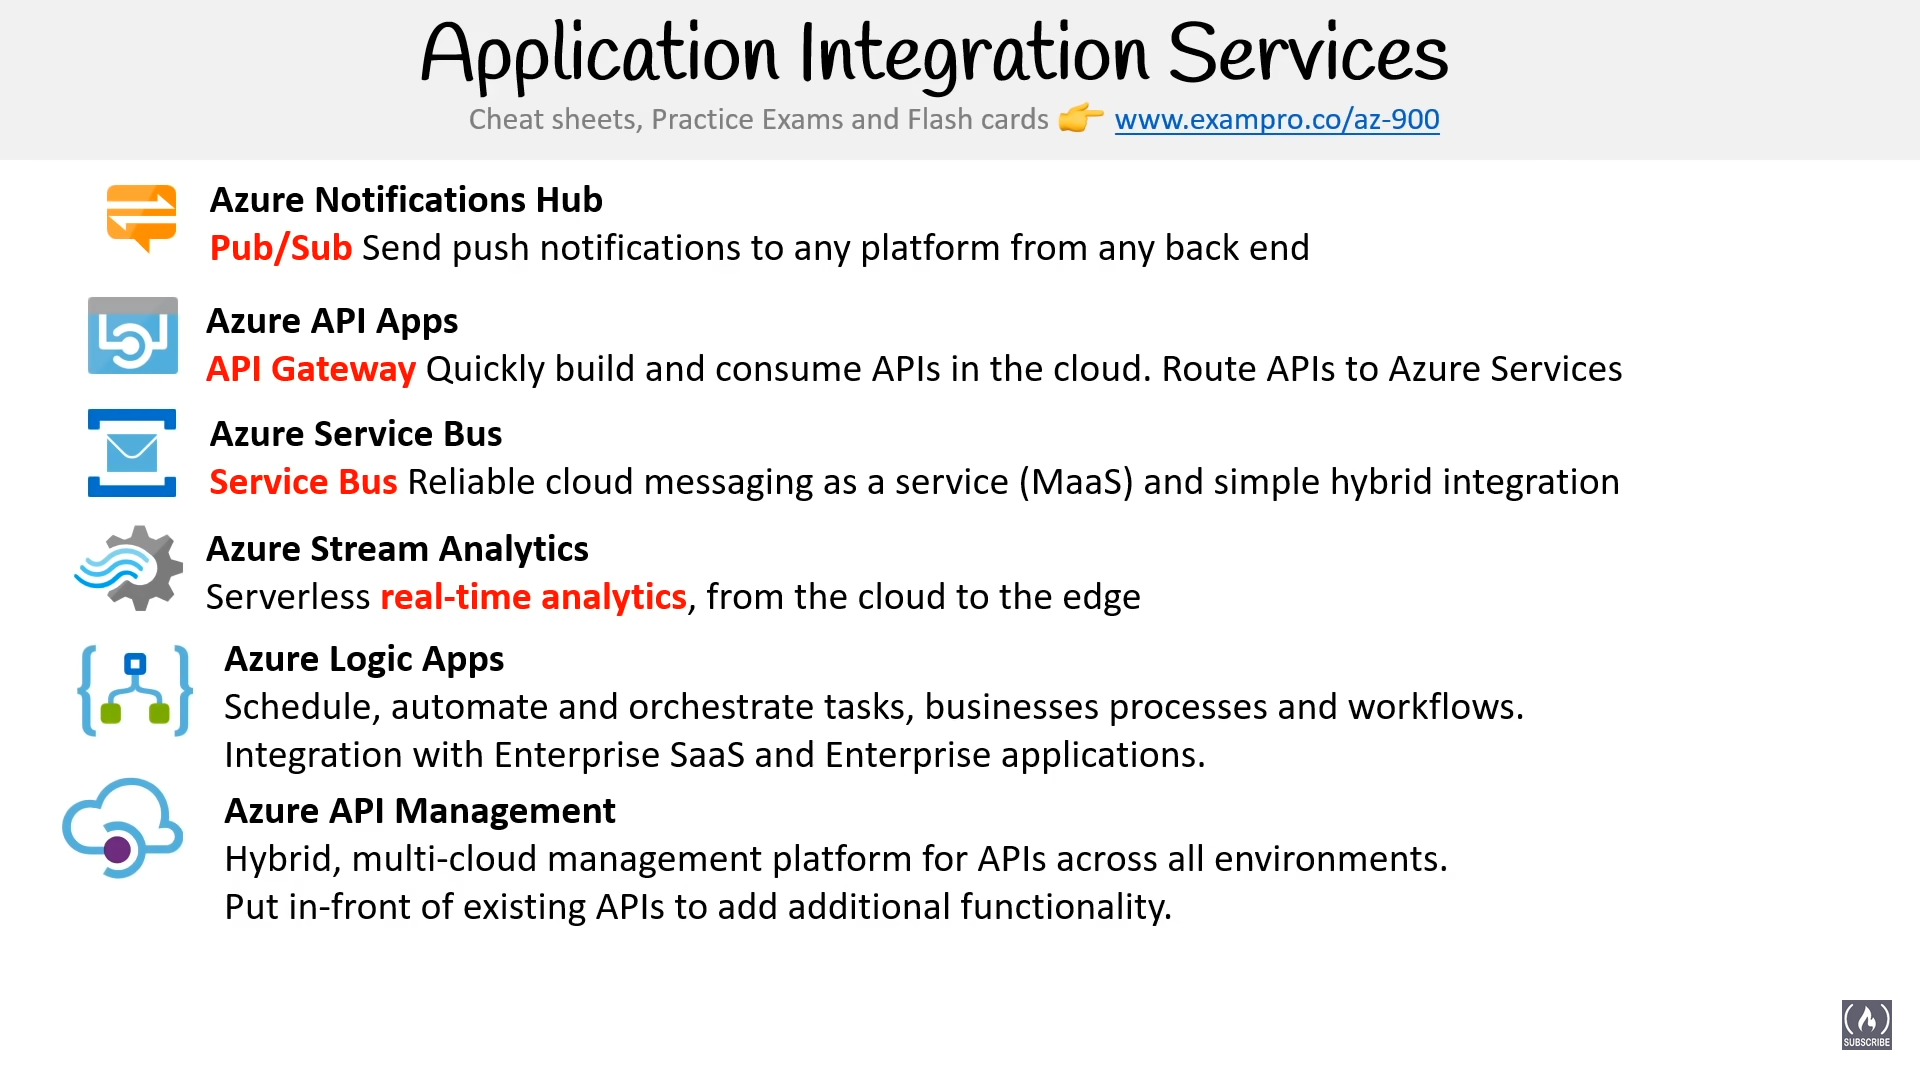 Application Integration Services
Cheat sheets, Practice Exams and Flash cards 👉 www.exampro.co/az-900
Azure Notifications Hub
Pub/Sub Send push notifications to any platform from any back end
Azure API Apps
API Gateway Quickly build and consume APIs in the cloud. Route APIs to Azure Services
Azure Service Bus
Service Bus Reliable cloud messaging as a service (MaaS) and simple hybrid integration
Azure Stream Analytics
Serverless real-time analytics, from the cloud to the edge
Azure Logic Apps
Schedule, automate and orchestrate tasks, businesses processes and workflows.
Integration with Enterprise SaaS and Enterprise applications.
Azure API Management
Hybrid, multi-cloud management platform for APIs across all environments.
Put in-front of existing APIs to add additional functionality.
SUBSCRIBE